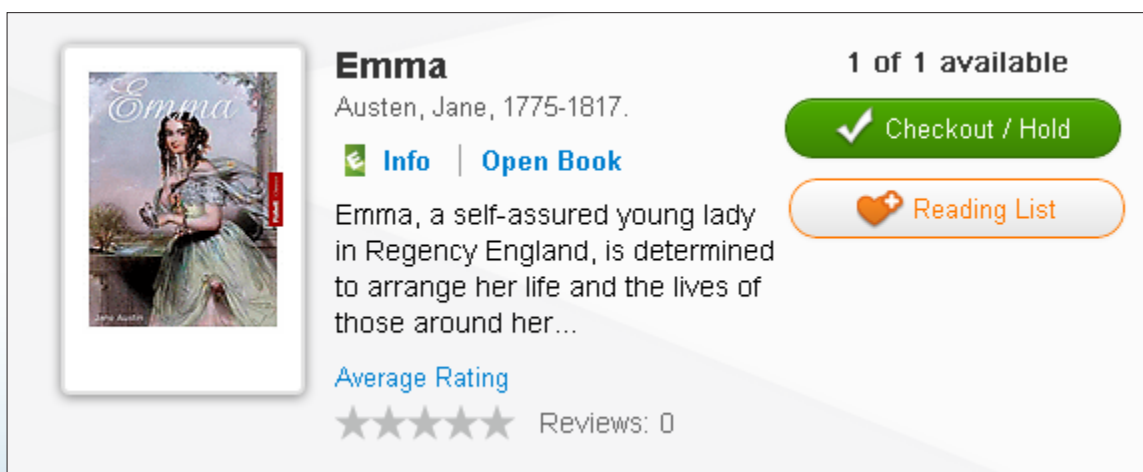 Emma
Jane Austin
Emma
Austen, Jane, 1775-1817.
Info | Open Book
Emma, a self-assured young lady
in Regency England, is determined
to arrange her life and the lives of
those around her...
Average Rating
Reviews: 0
1 of 1 available
Checkout / Hold
Reading List